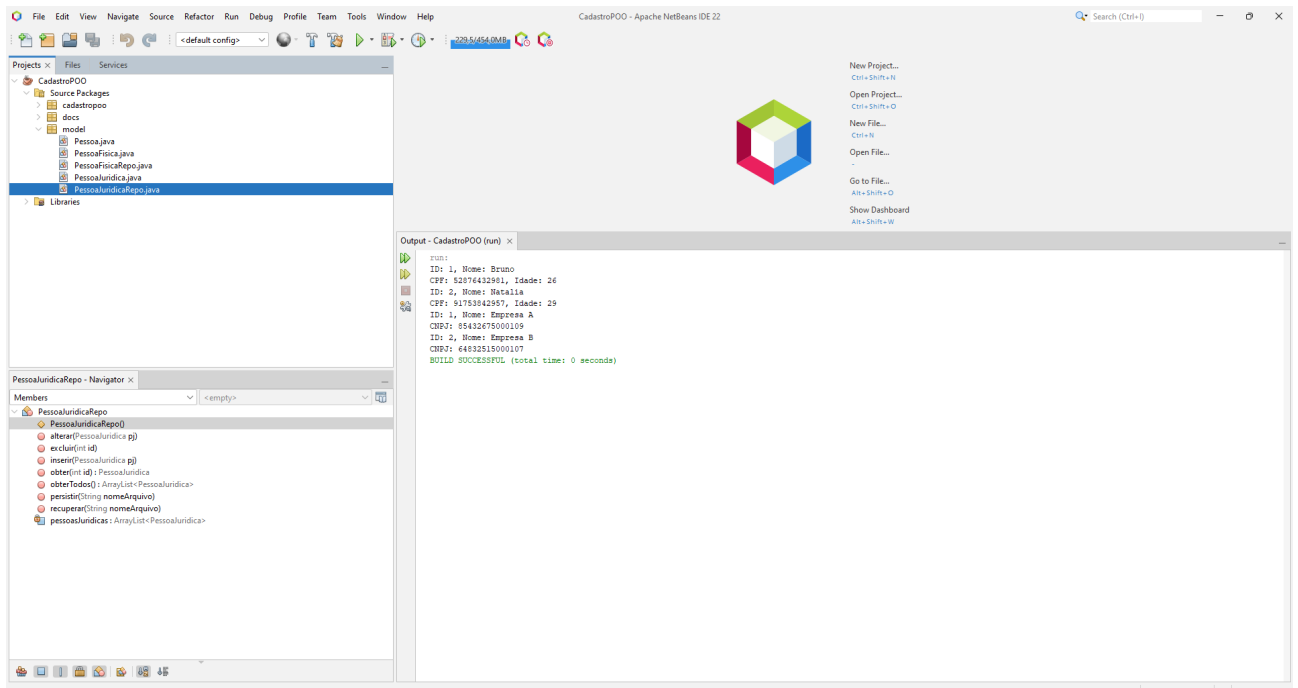 File Edit View Navigate Source Refactor Run Debug Profile Team Tools Window Help
CadastroPOO - Apache NetBeans IDE 22
Search (Ctrl+I)
<default config>
229,5/454,0MB
Projects Files Services
CadastroPOO
Source Packages
cadastropoo
docs
model
Pessoa.java
PessoaFisica.java
PessoaFisicaRepo.java
PessoaJuridica.java
PessoaJuridicaRepo.java
Libraries
New Project...
Ctrl+Shift+N
Open Project...
Ctrl+Shift+O
New File...
Ctrl+N
Open File...
-
Go to File...
Alt+Shift+O
Show Dashboard
Alt+Shift+W
Output - CadastroPOO (run)
run:
ID: 1, Nome: Bruno
CPF: 52876432981, Idade: 26
ID: 2, Nome: Natalia
CPF: 91753842957, Idade: 29
ID: 1, Nome: Empresa A
CNPJ: 85432675000109
ID: 2, Nome: Empresa B
CNPJ: 64832515000107
BUILD SUCCESSFUL (total time: 0 seconds)
PessoaJuridicaRepo - Navigator
Members <empty>
PessoaJuridicaRepo
PessoaJuridicaRepo()
alterar(PessoaJuridica pj)
excluir(int id)
inserir(PessoaJuridica pj)
obter(int id) : PessoaJuridica
obterTodos() : ArrayList<PessoaJuridica>
persistir(String nomeArquivo)
recuperar(String nomeArquivo)
pessoasJuridicas : ArrayList<PessoaJuridica>